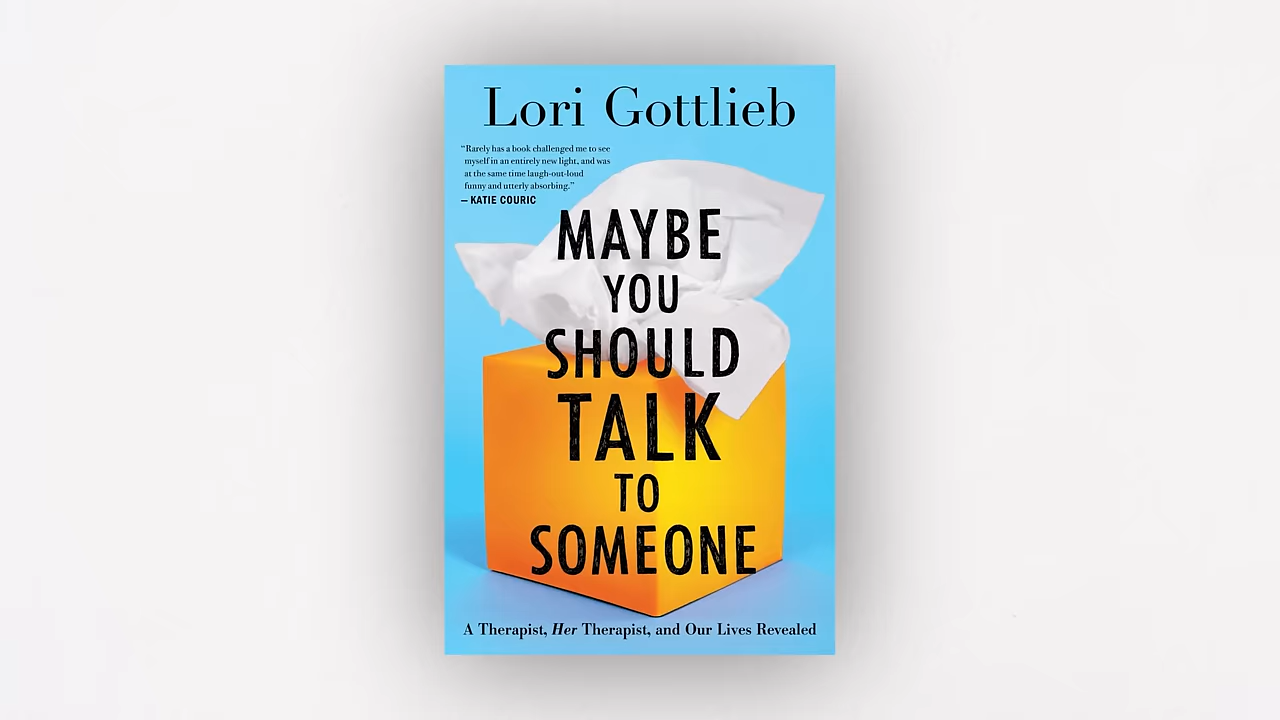 Lori Gottlieb
“Rarely has a book challenged me to see
myself in an entirely new light, and was
at the same time laugh-out-loud
funny and utterly absorbing.”
— KATIE COURIC
MAYBE
YOU
SHOULD
TALK
TO
SOMEONE
A Therapist, Her Therapist, and Our Lives Revealed